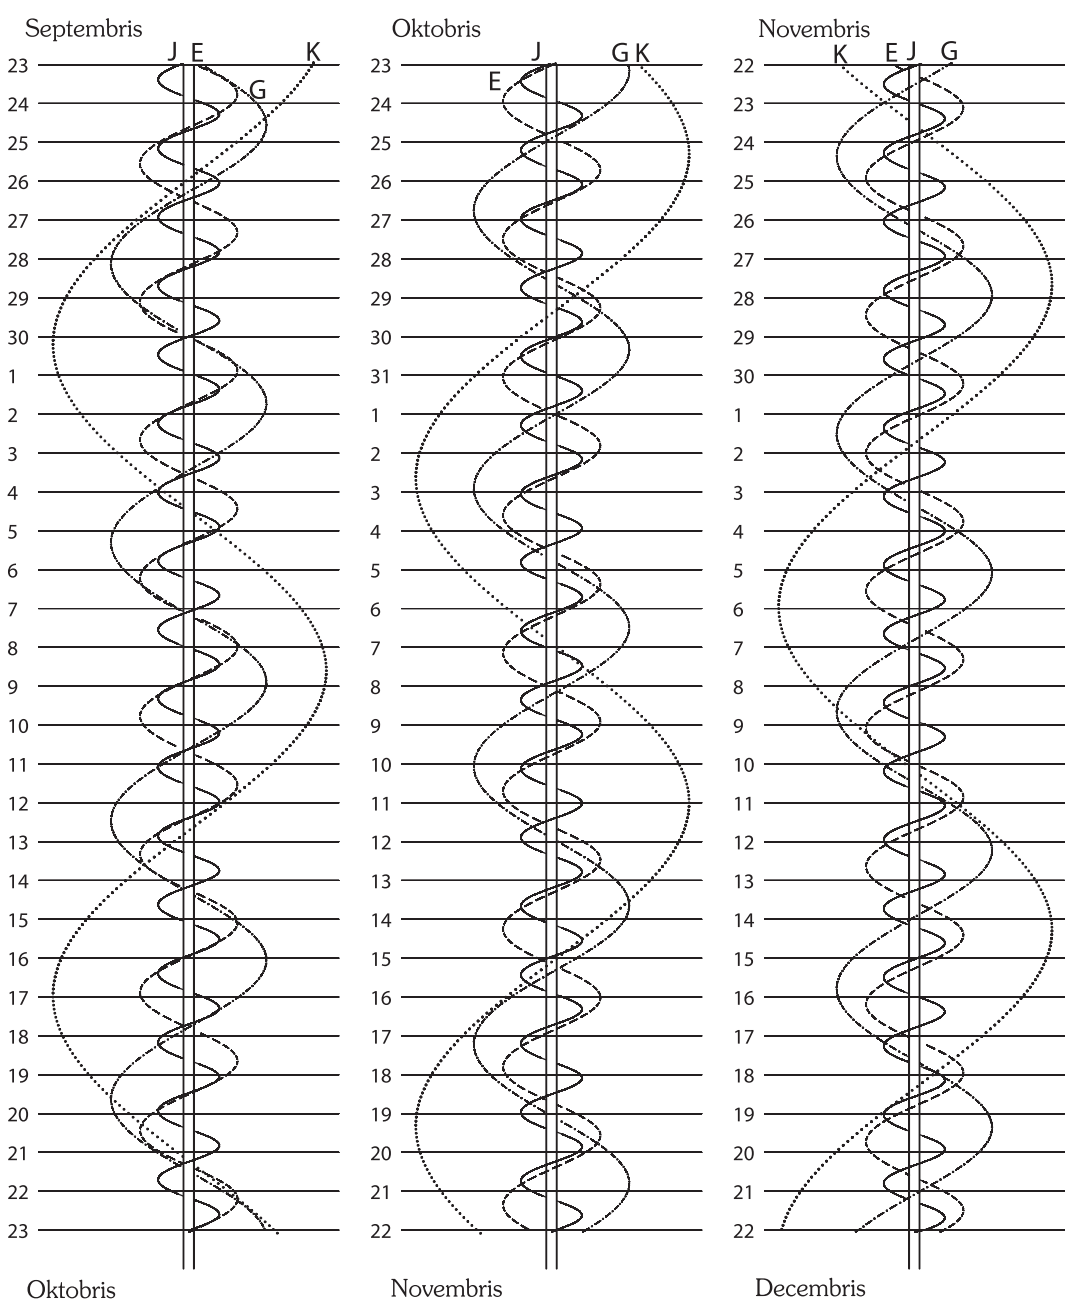 Septembris Oktobris Novembris
J E K J G K K E J G
23 23 22
G
E
24 24 23
25 25 24
26 26 25
27 27 26
28 28 27
29 29 28
30 30 29
1 31 30
2 1 1
3 2 2
4 3 3
5 4 4
6 5 5
7 6 6
8 7 7
9 8 8
10 9 9
11 10 10
12 11 11
13 12 12
14 13 13
15 14 14
16 15 15
17 16 16
18 17 17
19 18 18
20 19 19
21 20 20
22 21 21
23 22 22
Oktobris Novembris Decembris